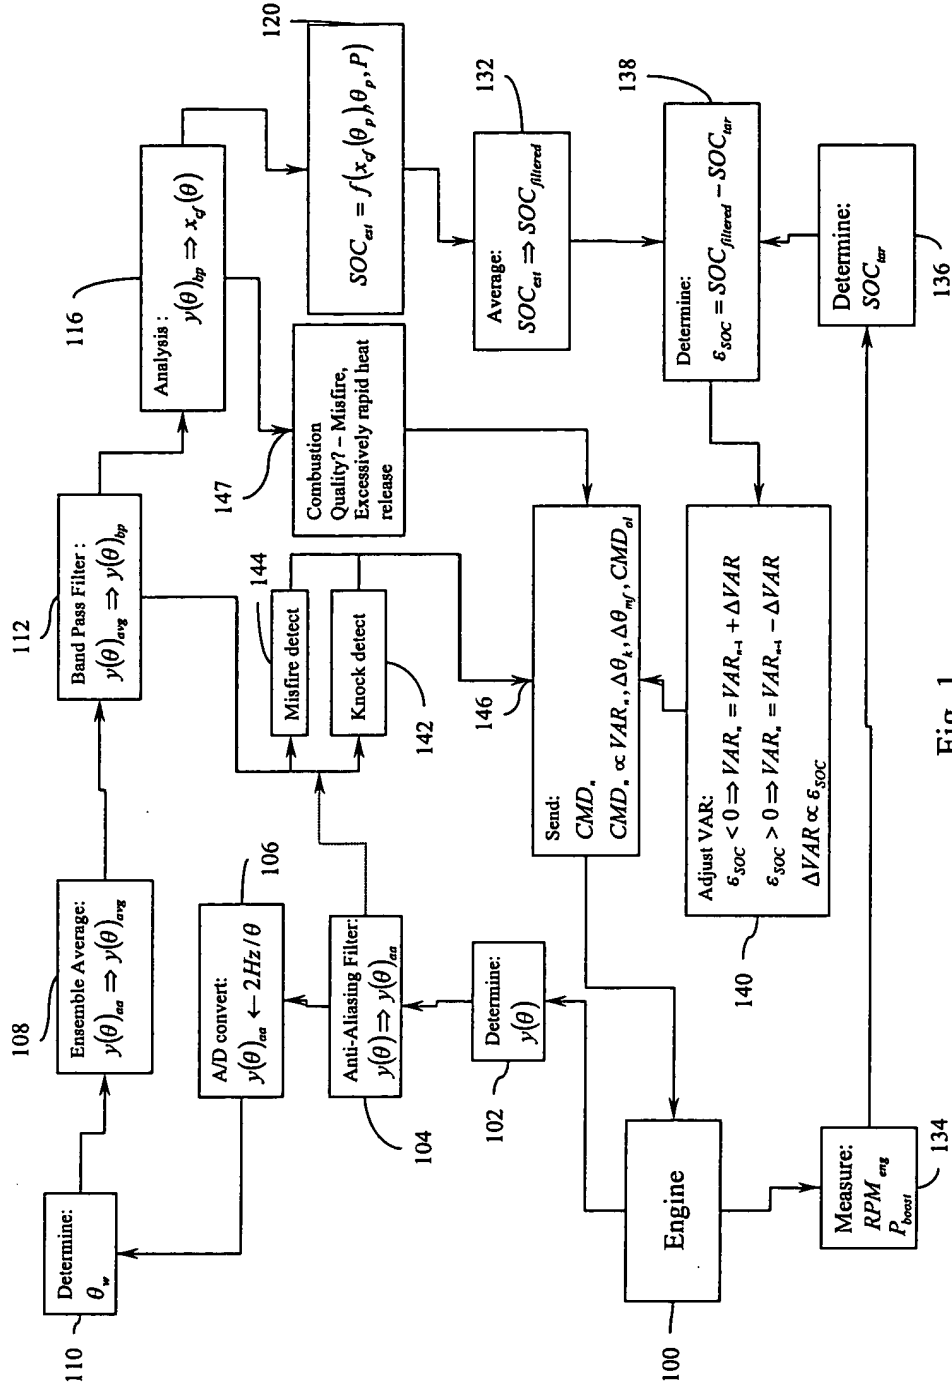 110
Determine:
θ_w
108
Ensemble Average:
y(θ)_aa ⇒ y(θ)_avg
112
Band Pass Filter :
y(θ)_avg ⇒ y(θ)_bp
116
Analysis :
y(θ)_bp ⇒ x_cf(θ)
120
SOC_est = f(x_cf(θ_p),θ_p,P)
106
A/D convert:
y(θ)_aa ← 2Hz/θ
144
Misfire detect
147
Combustion
Quality? – Misfire,
Excessively rapid heat
release
104
Anti-Aliasing Filter:
y(θ) ⇒ y(θ)_aa
142
Knock detect
132
Average:
SOC_est ⇒ SOC_filtered
102
Determine:
y(θ)
146
Send:
CMD_n
CMD_n ∝ VAR_n, Δθ_k, Δθ_mf, CMD_ol
138
Determine:
ε_SOC = SOC_filtered − SOC_tar
100
Engine
140
Adjust VAR:
ε_SOC < 0 ⇒ VAR_n = VAR_n-1 + ΔVAR
ε_SOC > 0 ⇒ VAR_n = VAR_n-1 − ΔVAR
ΔVAR ∝ ε_SOC
134
Measure:
RPM_eng
P_boost
136
Determine:
SOC_tar
Fig. 1